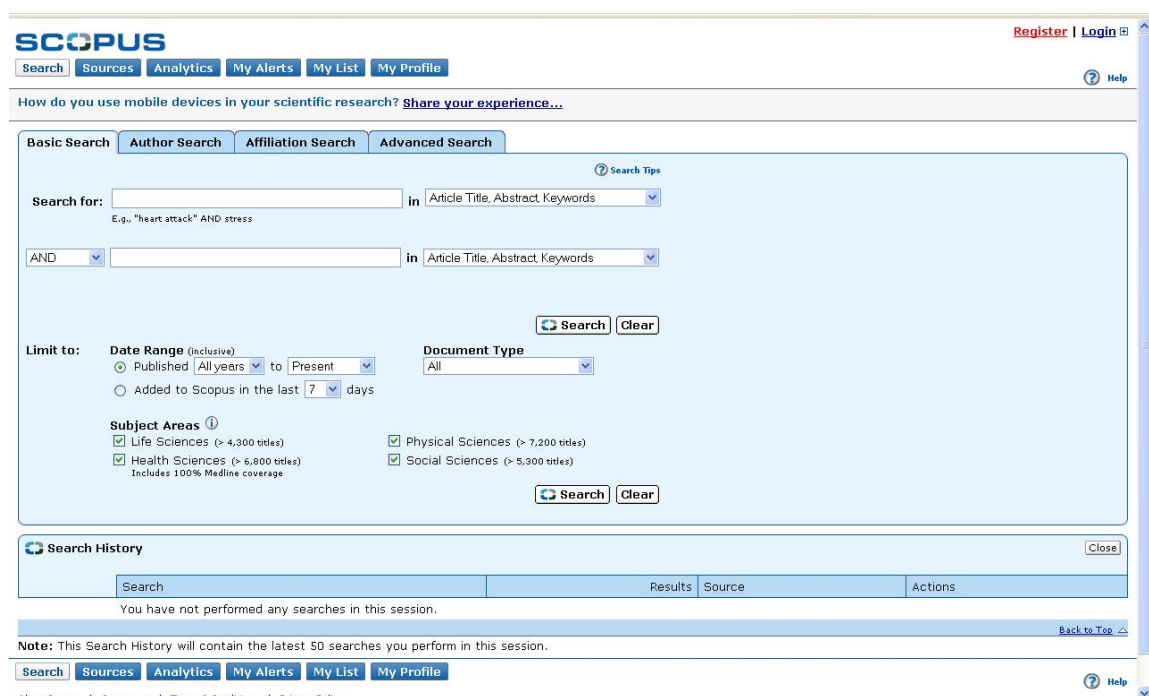 SCOPUS
Register | Login
Search Sources Analytics My Alerts My List My Profile
Help
How do you use mobile devices in your scientific research? Share your experience...
Basic Search Author Search Affiliation Search Advanced Search
Search Tips
Search for: in Article Title, Abstract, Keywords
E.g., "heart attack" AND stress
AND in Article Title, Abstract, Keywords
Search Clear
Limit to: Date Range (inclusive) Document Type
Published All years to Present All
Added to Scopus in the last 7 days
Subject Areas
Life Sciences (> 4,300 titles) Physical Sciences (> 7,200 titles)
Health Sciences (> 6,800 titles) Social Sciences (> 5,300 titles)
Includes 100% Medline coverage
Search Clear
Search History Close
Search Results Source Actions
You have not performed any searches in this session.
Back to Top
Note: This Search History will contain the latest 50 searches you perform in this session.
Search Sources Analytics My Alerts My List My Profile
Help